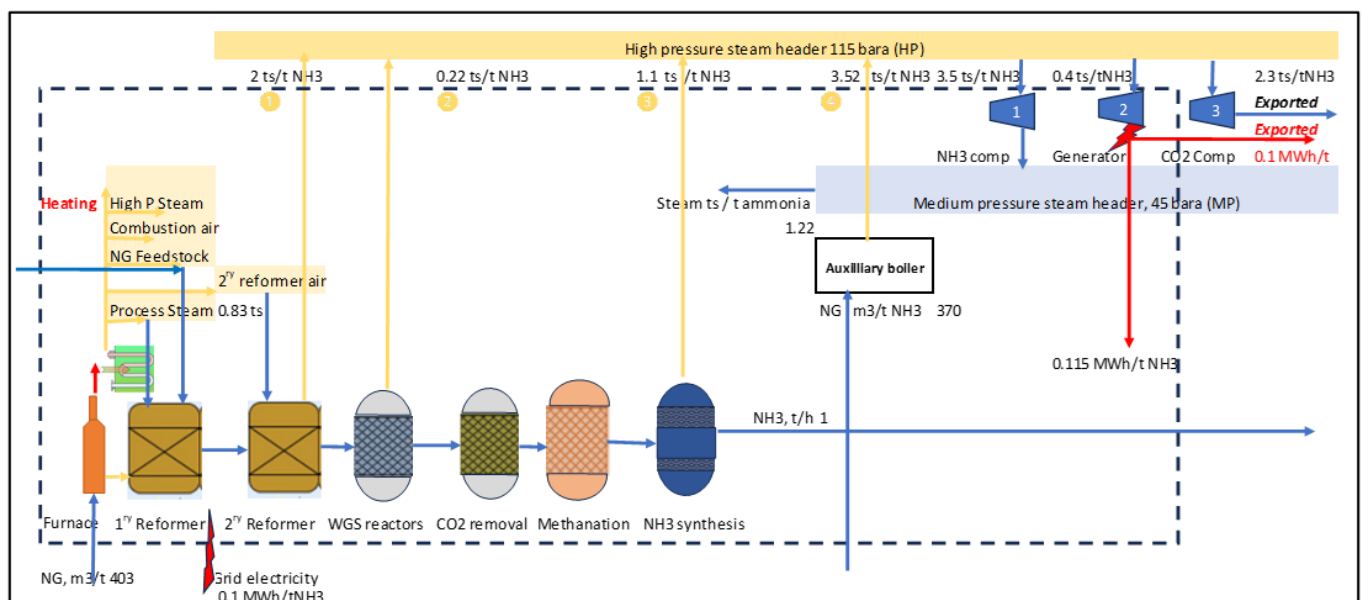 High pressure steam header 115 bara (HP)
2 ts/t NH3
0.22 ts/t NH3
1.1 ts /t NH3
3.52 ts/t NH3
3.5 ts/tNH3
0.4 ts/tNH3
2.3 ts/tNH3
1
2
3
4
1
2
3
Exported
Exported
0.1 MWh/t
NH3 comp
Generator
CO2 Comp
Heating
High P Steam
Combustion air
NG Feedstock
2ry reformer air
Process Steam 0.83 ts
Steam ts / t ammonia
1.22
Medium pressure steam header, 45 bara (MP)
Auxilliary boiler
NG m3/t NH3 370
0.115 MWh/t NH3
NH3, t/h 1
Furnace
1ry Reformer
2ry Reformer
WGS reactors
CO2 removal
Methanation
NH3 synthesis
NG, m3/t 403
Grid electricity
0.1 MWh/tNH3